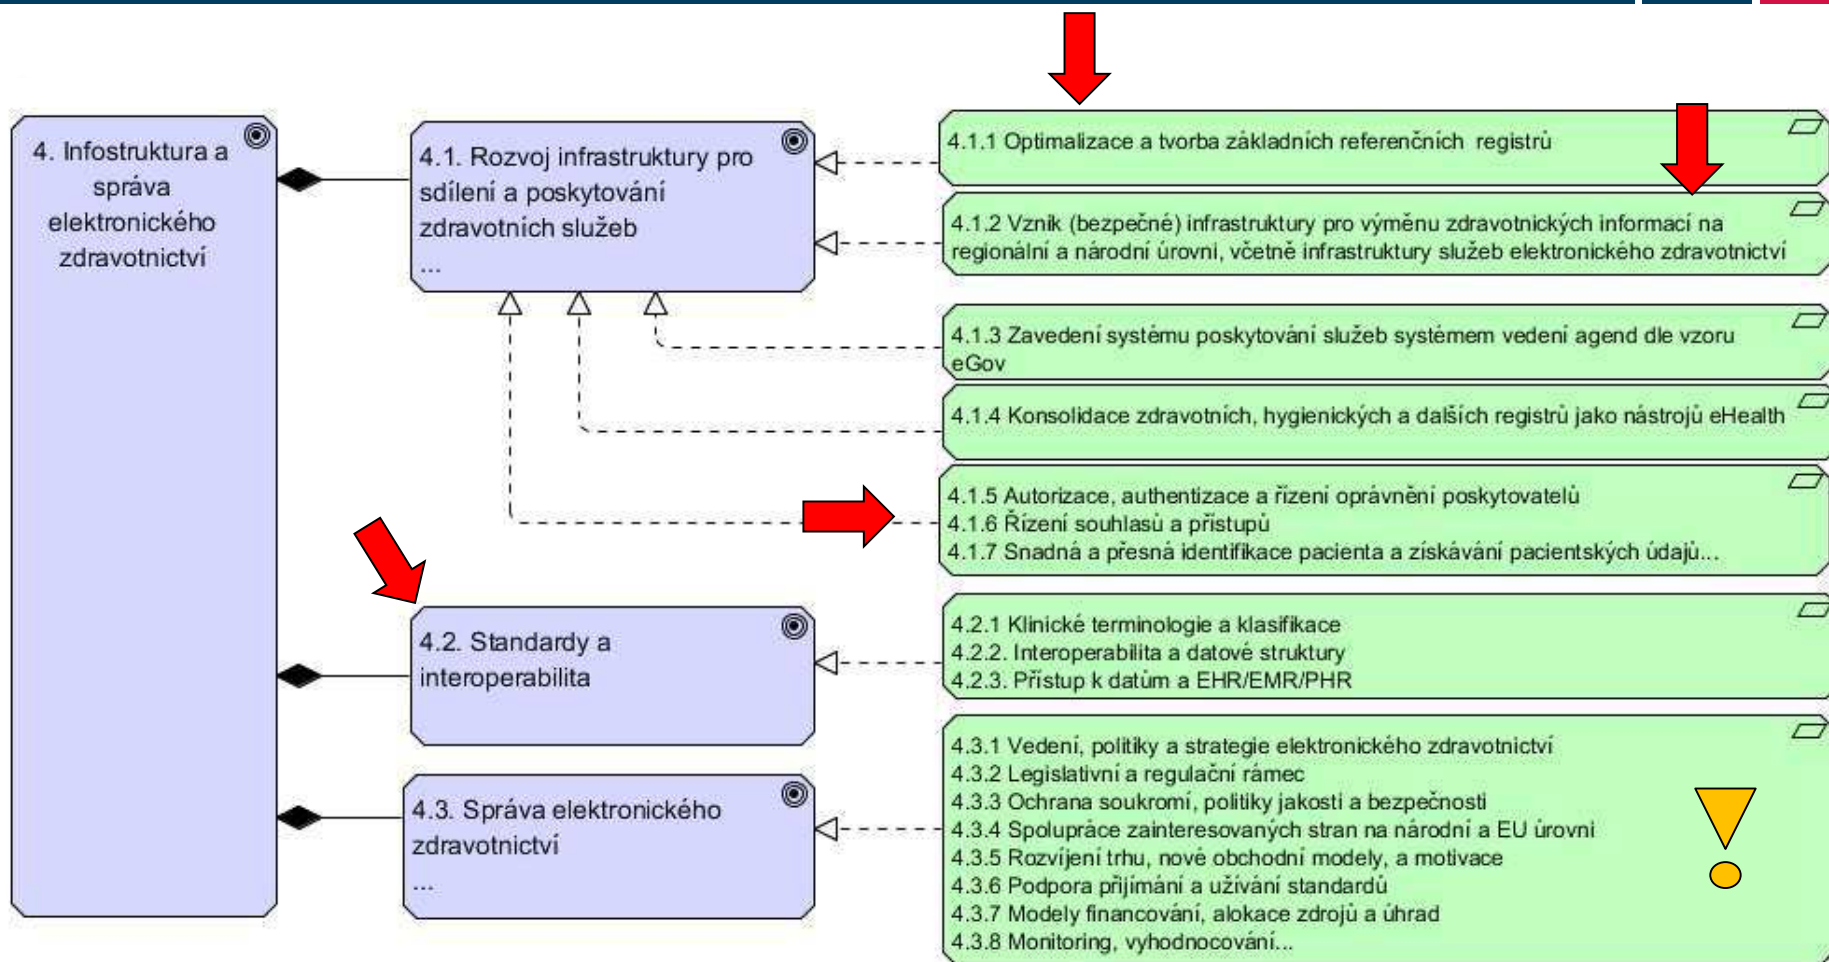 4. Infostruktura a
správa
elektronického
zdravotnictví
4.1. Rozvoj infrastruktury pro
sdílení a poskytování
zdravotních služeb
...
4.2. Standardy a
interoperabilita
4.3. Správa elektronického
zdravotnictví
...
4.1.1 Optimalizace a tvorba základních referenčních registrů
4.1.2 Vznik (bezpečné) infrastruktury pro výměnu zdravotnických informací na
regionální a národní úrovni, včetně infrastruktury služeb elektronického zdravotnictví
4.1.3 Zavedení systému poskytování služeb systémem vedení agend dle vzoru
eGov
4.1.4 Konsolidace zdravotních, hygienických a dalších registrů jako nástrojů eHealth
4.1.5 Autorizace, authentizace a řízení oprávnění poskytovatelů
4.1.6 Řízení souhlasů a přístupů
4.1.7 Snadná a přesná identifikace pacienta a získávání pacientských údajů...
4.2.1 Klinické terminologie a klasifikace
4.2.2. Interoperabilita a datové struktury
4.2.3. Přístup k datům a EHR/EMR/PHR
4.3.1 Vedení, politiky a strategie elektronického zdravotnictví
4.3.2 Legislativní a regulační rámec
4.3.3 Ochrana soukromí, politiky jakosti a bezpečnosti
4.3.4 Spolupráce zainteresovaných stran na národní a EU úrovni
4.3.5 Rozvíjení trhu, nové obchodní modely, a motivace
4.3.6 Podpora přijímání a užívání standardů
4.3.7 Modely financování, alokace zdrojů a úhrad
4.3.8 Monitoring, vyhodnocování...